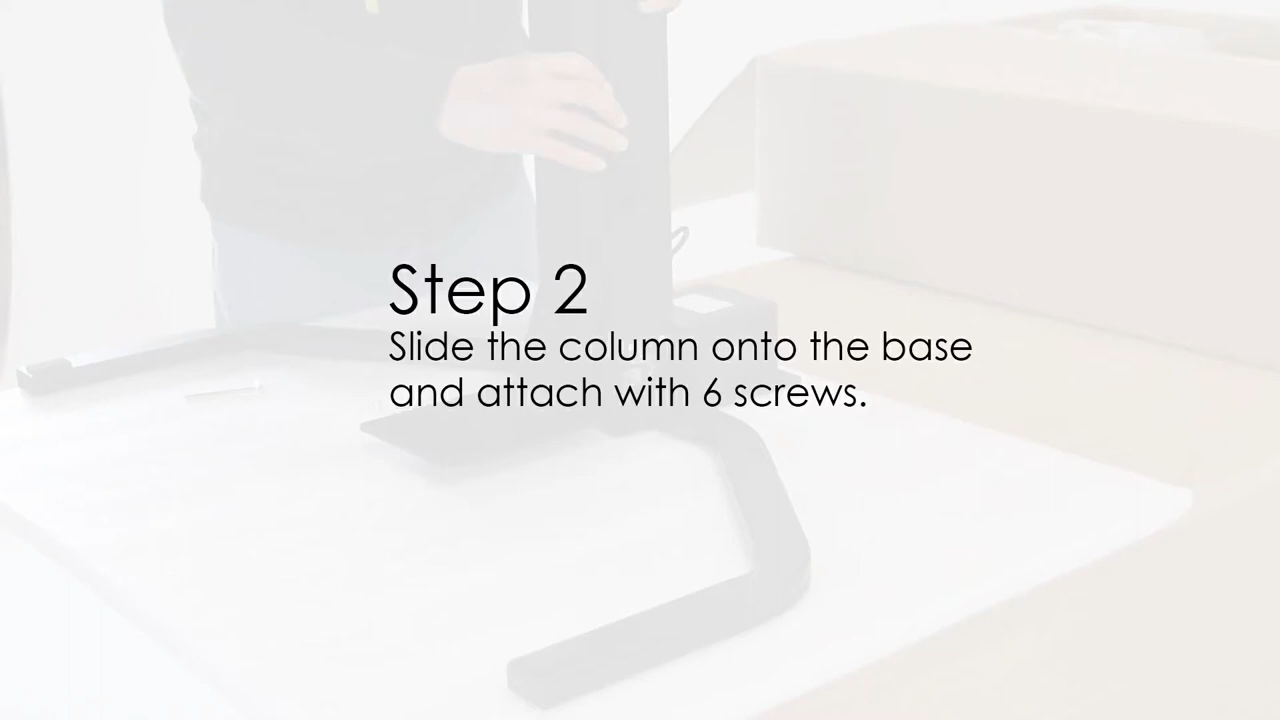 Step 2
Slide the column onto the base
and attach with 6 screws.